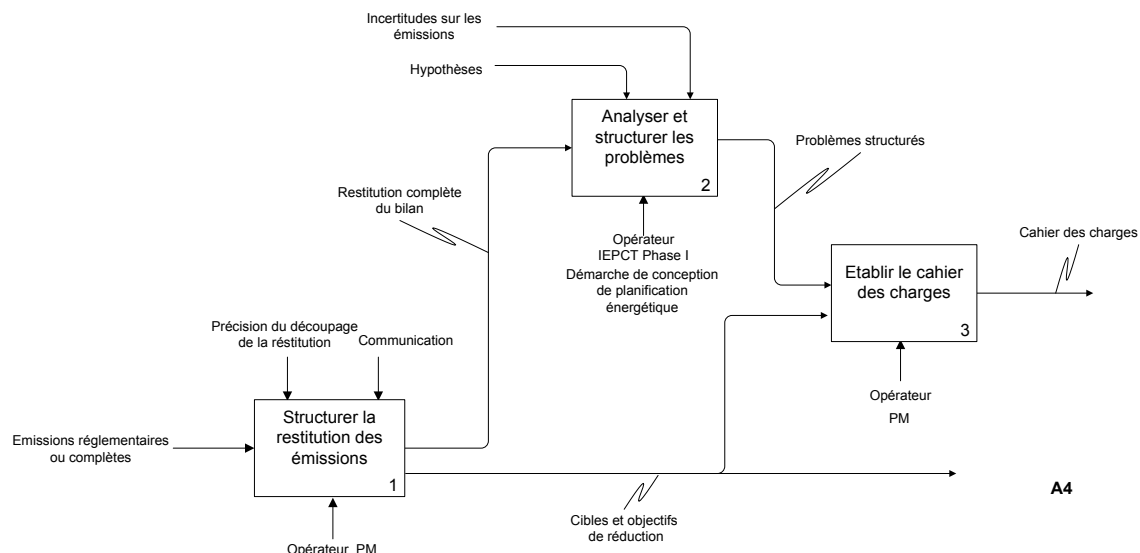 Incertitudes sur les
émissions
Hypothèses
Analyser et
structurer les
problèmes
2
Problèmes structurés
Restitution complète
du bilan
Opérateur
IEPCT Phase I
Démarche de conception
de planification
énergétique
Cahier des charges
Etablir le cahier
des charges
3
Précision du découpage
de la réstitution
Communication
Opérateur
PM
Structurer la
restitution des
émissions
1
Emissions réglementaires
ou complètes
A4
Cibles et objectifs
de réduction
Opérateur PM